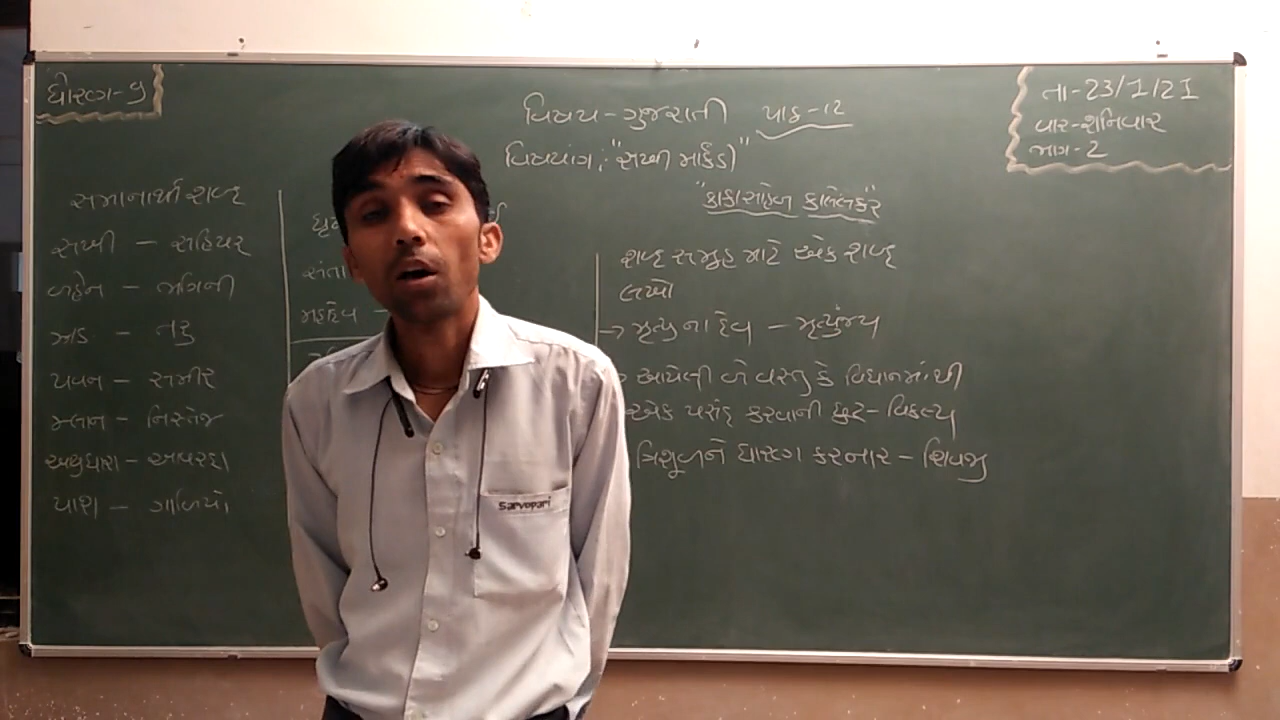 ધોરણ-9
વિષય-ગુજરાતી પાઠ-12
વિષયાંગ:"સખી માર્કંડી"
"કાકાસાહેબ કાલેલકર"
તા-23/1/21
વાર-શનિવાર
ભાગ-2
સમાનાર્થી શબ્દ
સખી - સહિયર
બહેન - ભગિની
ઝાડ - તરુ
પવન - સમીર
મ્લાન - નિસ્તેજ
અશ્રુધારા -
પાશ - ગાળિયો
સંતા
શબ્દ સમુહ માટે એક શબ્દ
લખો
→ મૃત્યુના દેવ - મૃત્યુંજય
આપેલી બે વસ્તુ કે વિધાનમાંથી
એક પસંદ કરવાની છુટ - વિકલ્પ
ત્રિશૂળને ધારણ કરનાર - શિવજી
Sarvopari